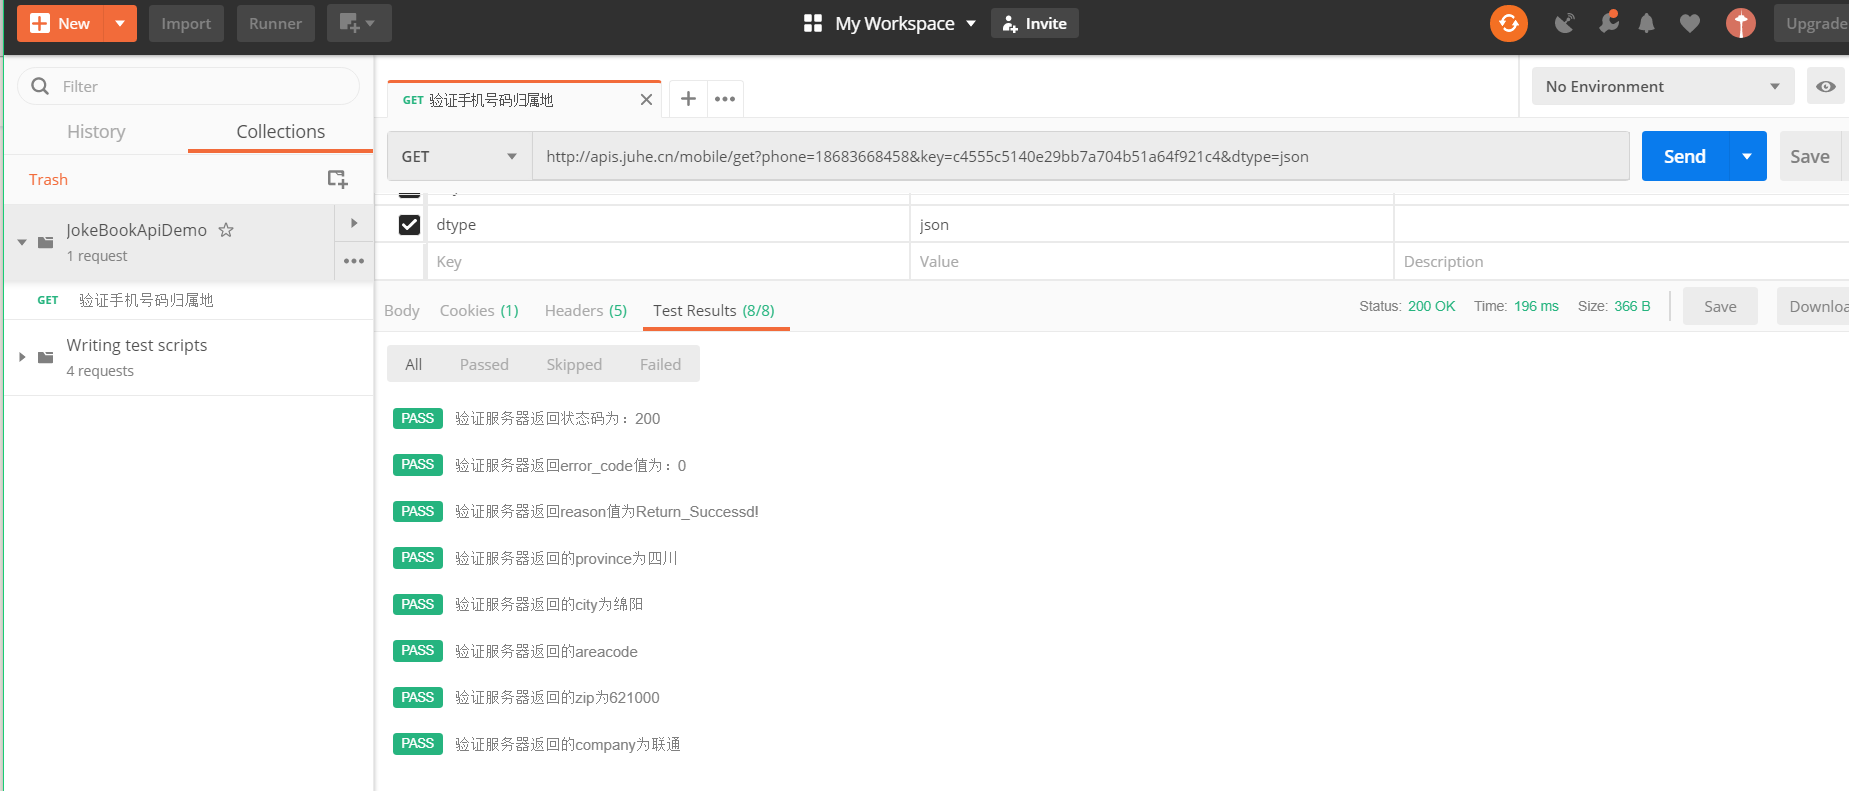 New Import Runner My Workspace Invite Upgrade
Filter
History Collections
Trash
JokeBookApiDemo
1 request
GET 验证手机号码归属地
Writing test scripts
4 requests
GET 验证手机号码归属地
No Environment
GET http://apis.juhe.cn/mobile/get?phone=18683668458&key=c4555c5140e29bb7a704b51a64f921c4&dtype=json Send Save
dtype json
Key Value Description
Body Cookies (1) Headers (5) Test Results (8/8) Status: 200 OK Time: 196 ms Size: 366 B Save Downloa
All Passed Skipped Failed
PASS 验证服务器返回状态码为：200
PASS 验证服务器返回error_code值为：0
PASS 验证服务器返回reason值为Return_Successd!
PASS 验证服务器返回的province为四川
PASS 验证服务器返回的city为绵阳
PASS 验证服务器返回的areacode
PASS 验证服务器返回的zip为621000
PASS 验证服务器返回的company为联通